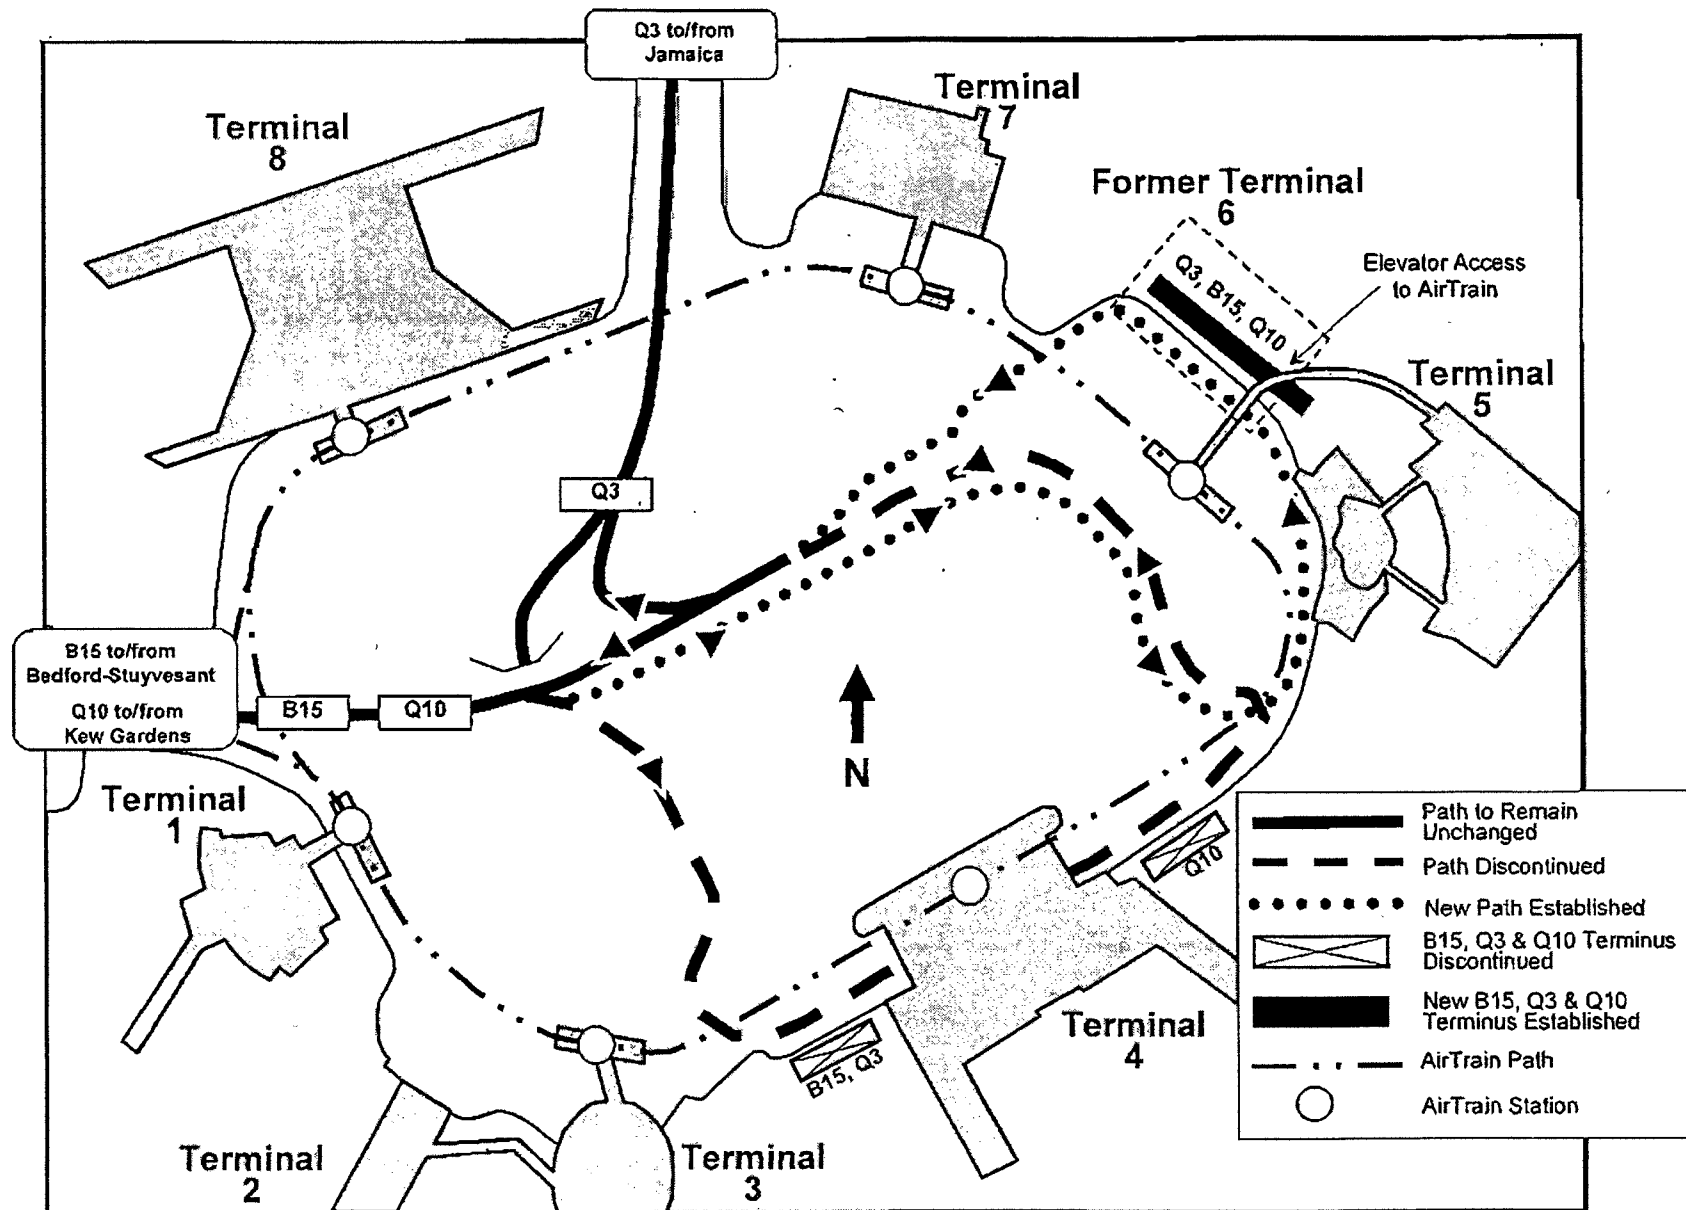 Q3 to/from
Jamaica
Terminal
7
Terminal
8
Former Terminal
6
Q3, B15, Q10
Elevator Access
to AirTrain
Terminal
5
Q3
B15 to/from
Bedford-Stuyvesant
Q10 to/from
Kew Gardens
B15
Q10
N
Terminal
1
Q10
B15, Q3
Terminal
4
Terminal
2
Terminal
3
Path to Remain
Unchanged
Path Discontinued
New Path Established
B15, Q3 & Q10 Terminus
Discontinued
New B15, Q3 & Q10
Terminus Established
AirTrain Path
AirTrain Station